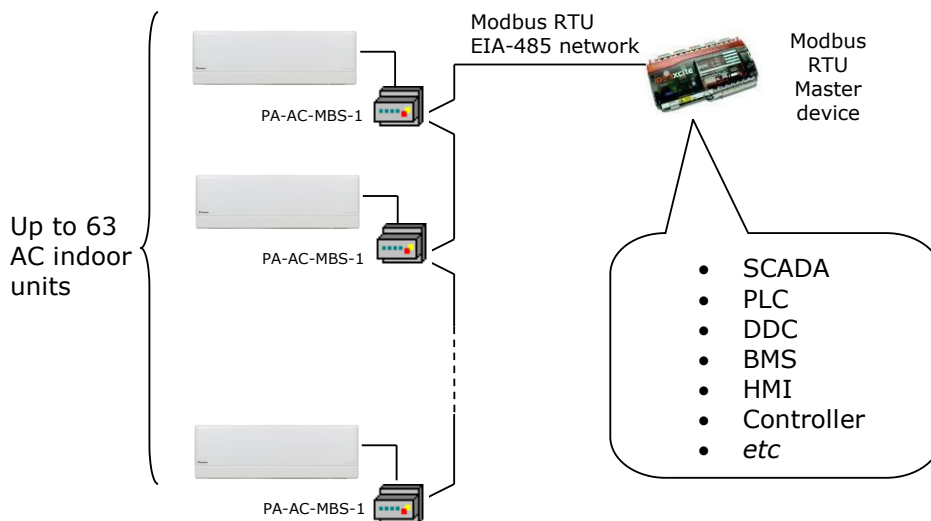 Modbus RTU
EIA-485 network
Modbus
RTU
Master
device
PA-AC-MBS-1
PA-AC-MBS-1
Up to 63
AC indoor
units
• SCADA
• PLC
• DDC
• BMS
• HMI
• Controller
• etc
PA-AC-MBS-1